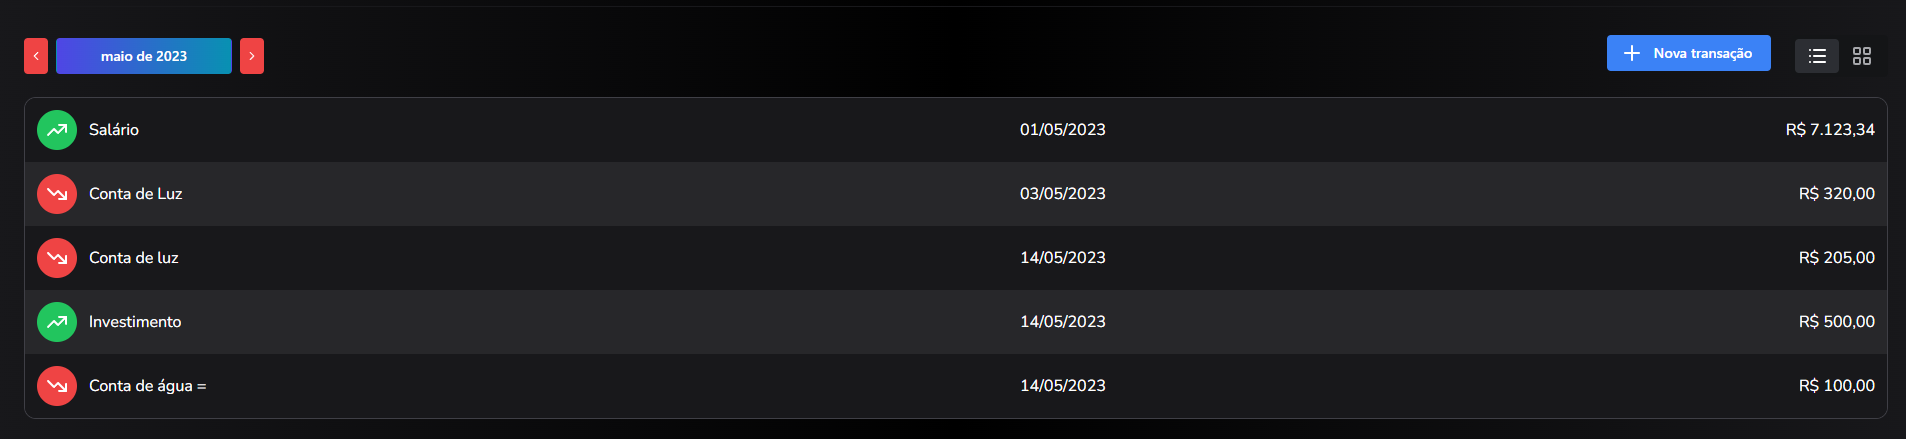 maio de 2023
Nova transação
Salário 01/05/2023 R$ 7.123,34
Conta de Luz 03/05/2023 R$ 320,00
Conta de luz 14/05/2023 R$ 205,00
Investimento 14/05/2023 R$ 500,00
Conta de água = 14/05/2023 R$ 100,00